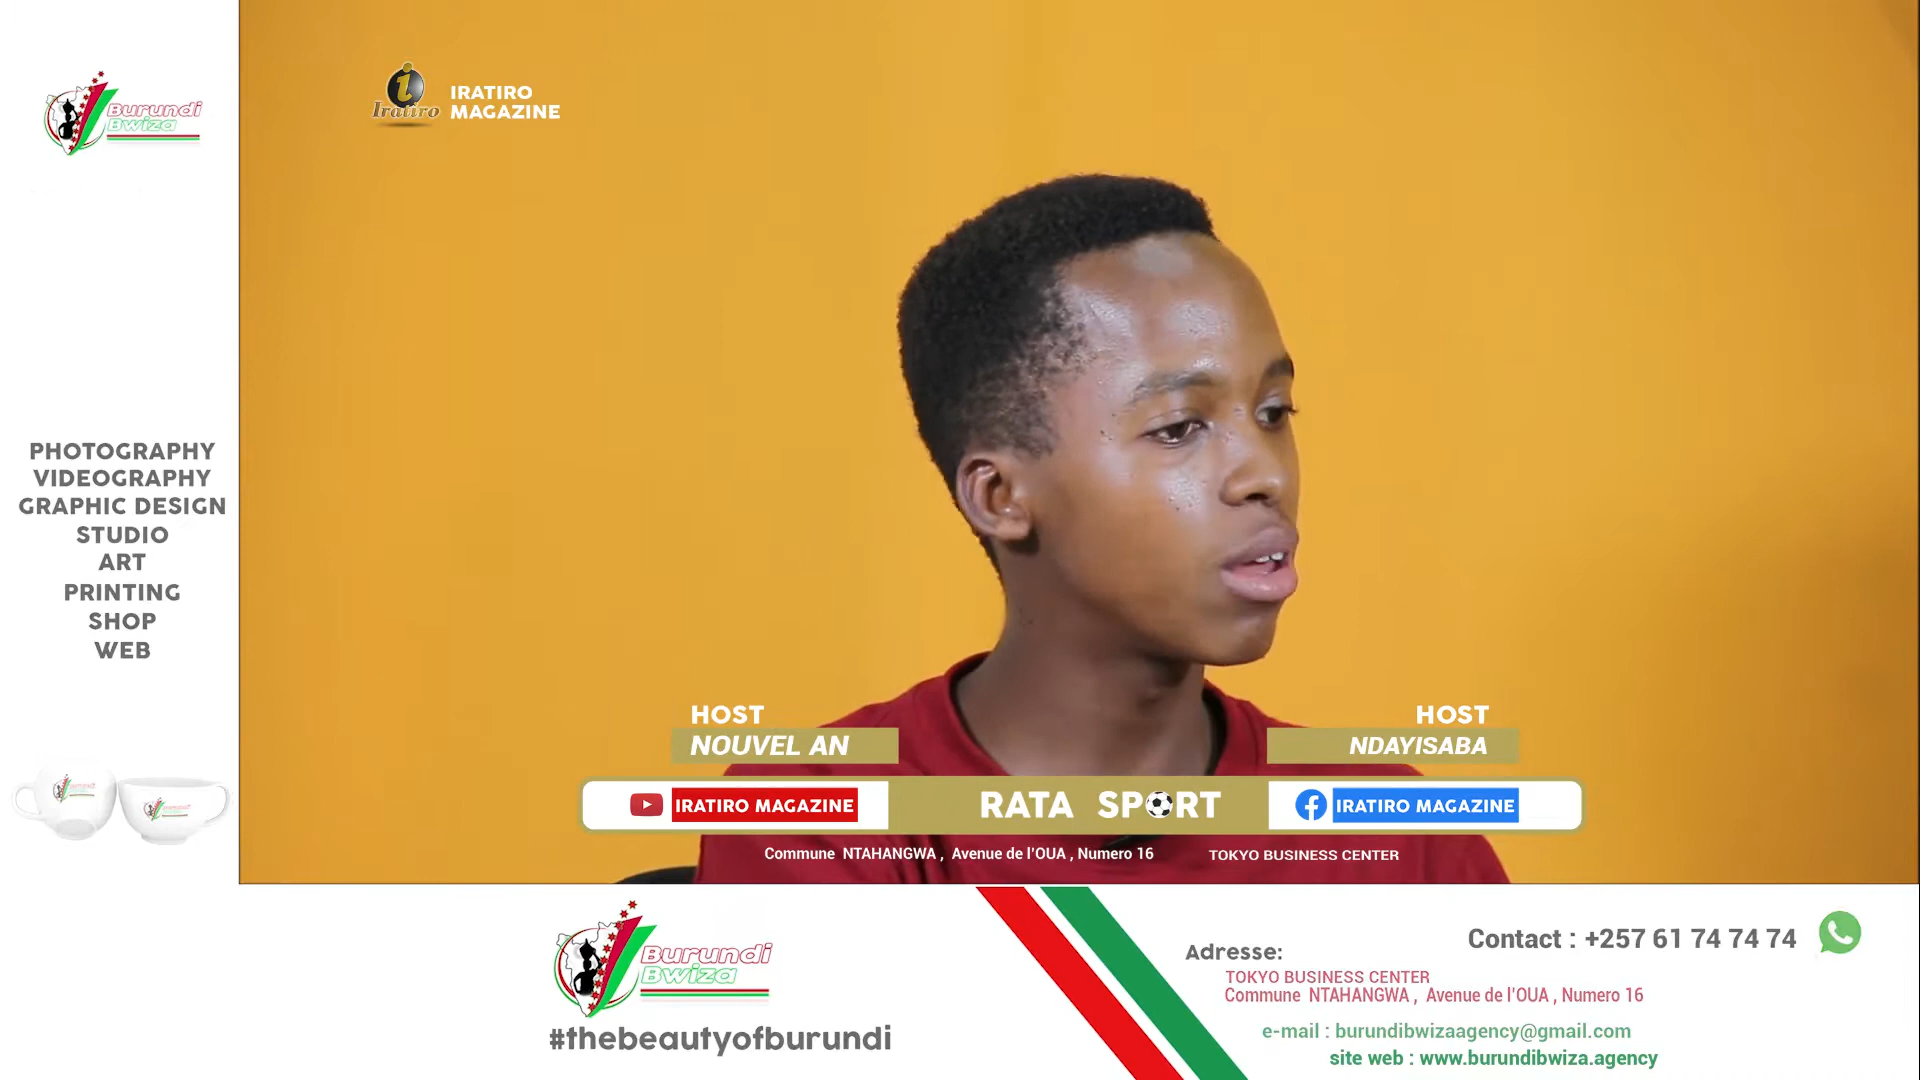 Burundi
Bwiza
Iratiro
IRATIRO
MAGAZINE
PHOTOGRAPHY
VIDEOGRAPHY
GRAPHIC DESIGN
STUDIO
ART
PRINTING
SHOP
WEB
HOST
NOUVEL AN
HOST
NDAYISABA
IRATIRO MAGAZINE
RATA SPORT
IRATIRO MAGAZINE
Commune NTAHANGWA , Avenue de l'OUA , Numero 16
TOKYO BUSINESS CENTER
Burundi
Bwiza
#thebeautyofburundi
Contact : +257 61 74 74 74
Adresse:
TOKYO BUSINESS CENTER
Commune NTAHANGWA , Avenue de l'OUA , Numero 16
e-mail : burundibwizaagency@gmail.com
site web : www.burundibwiza.agency